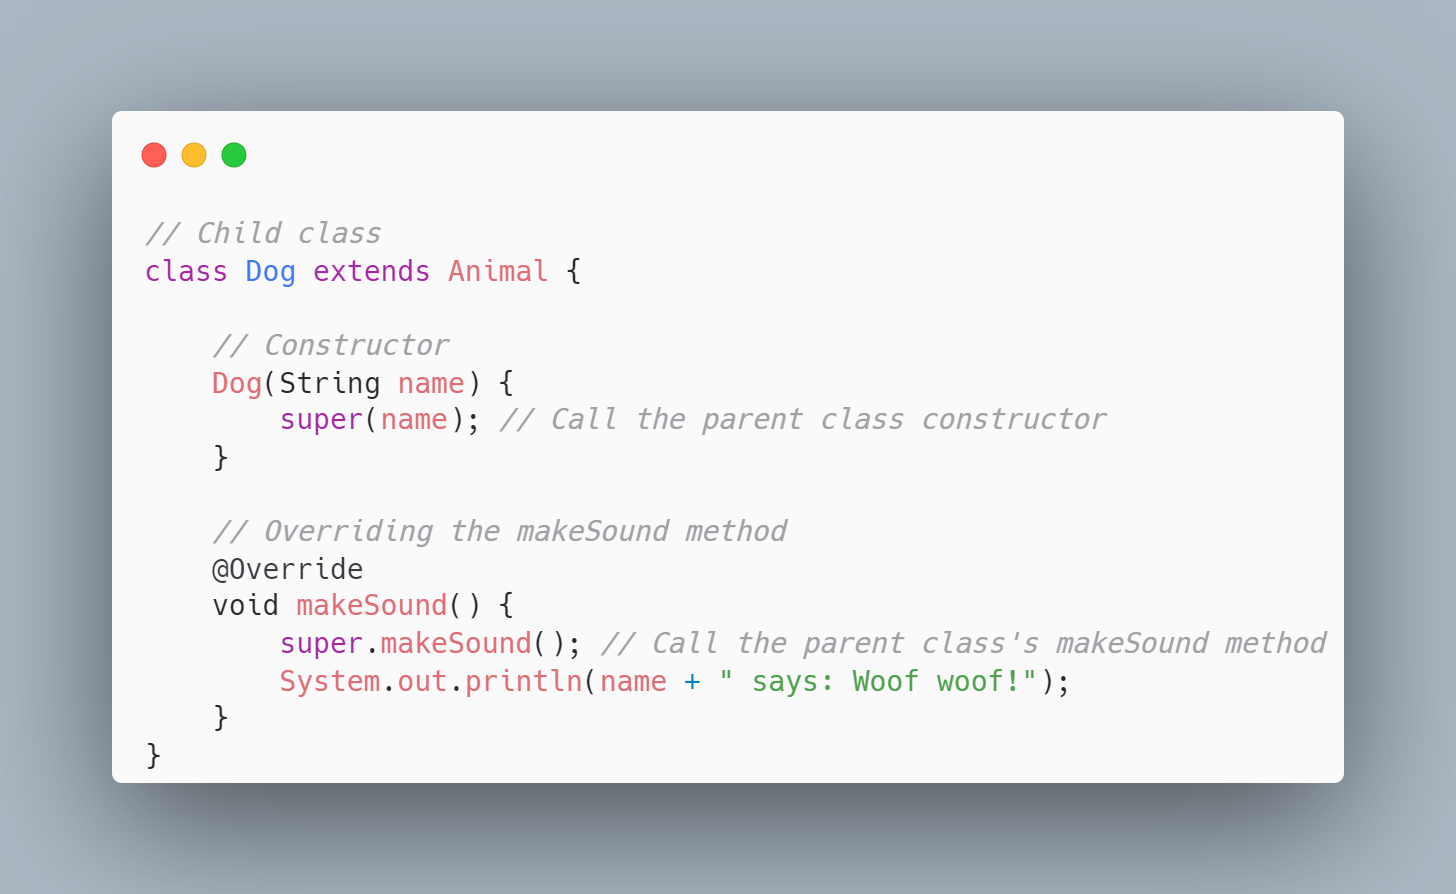 // Child class
class Dog extends Animal {
// Constructor
Dog(String name) {
super(name); // Call the parent class constructor
}
// Overriding the makeSound method
@Override
void makeSound() {
super.makeSound(); // Call the parent class's makeSound method
System.out.println(name + " says: Woof woof!");
}
}